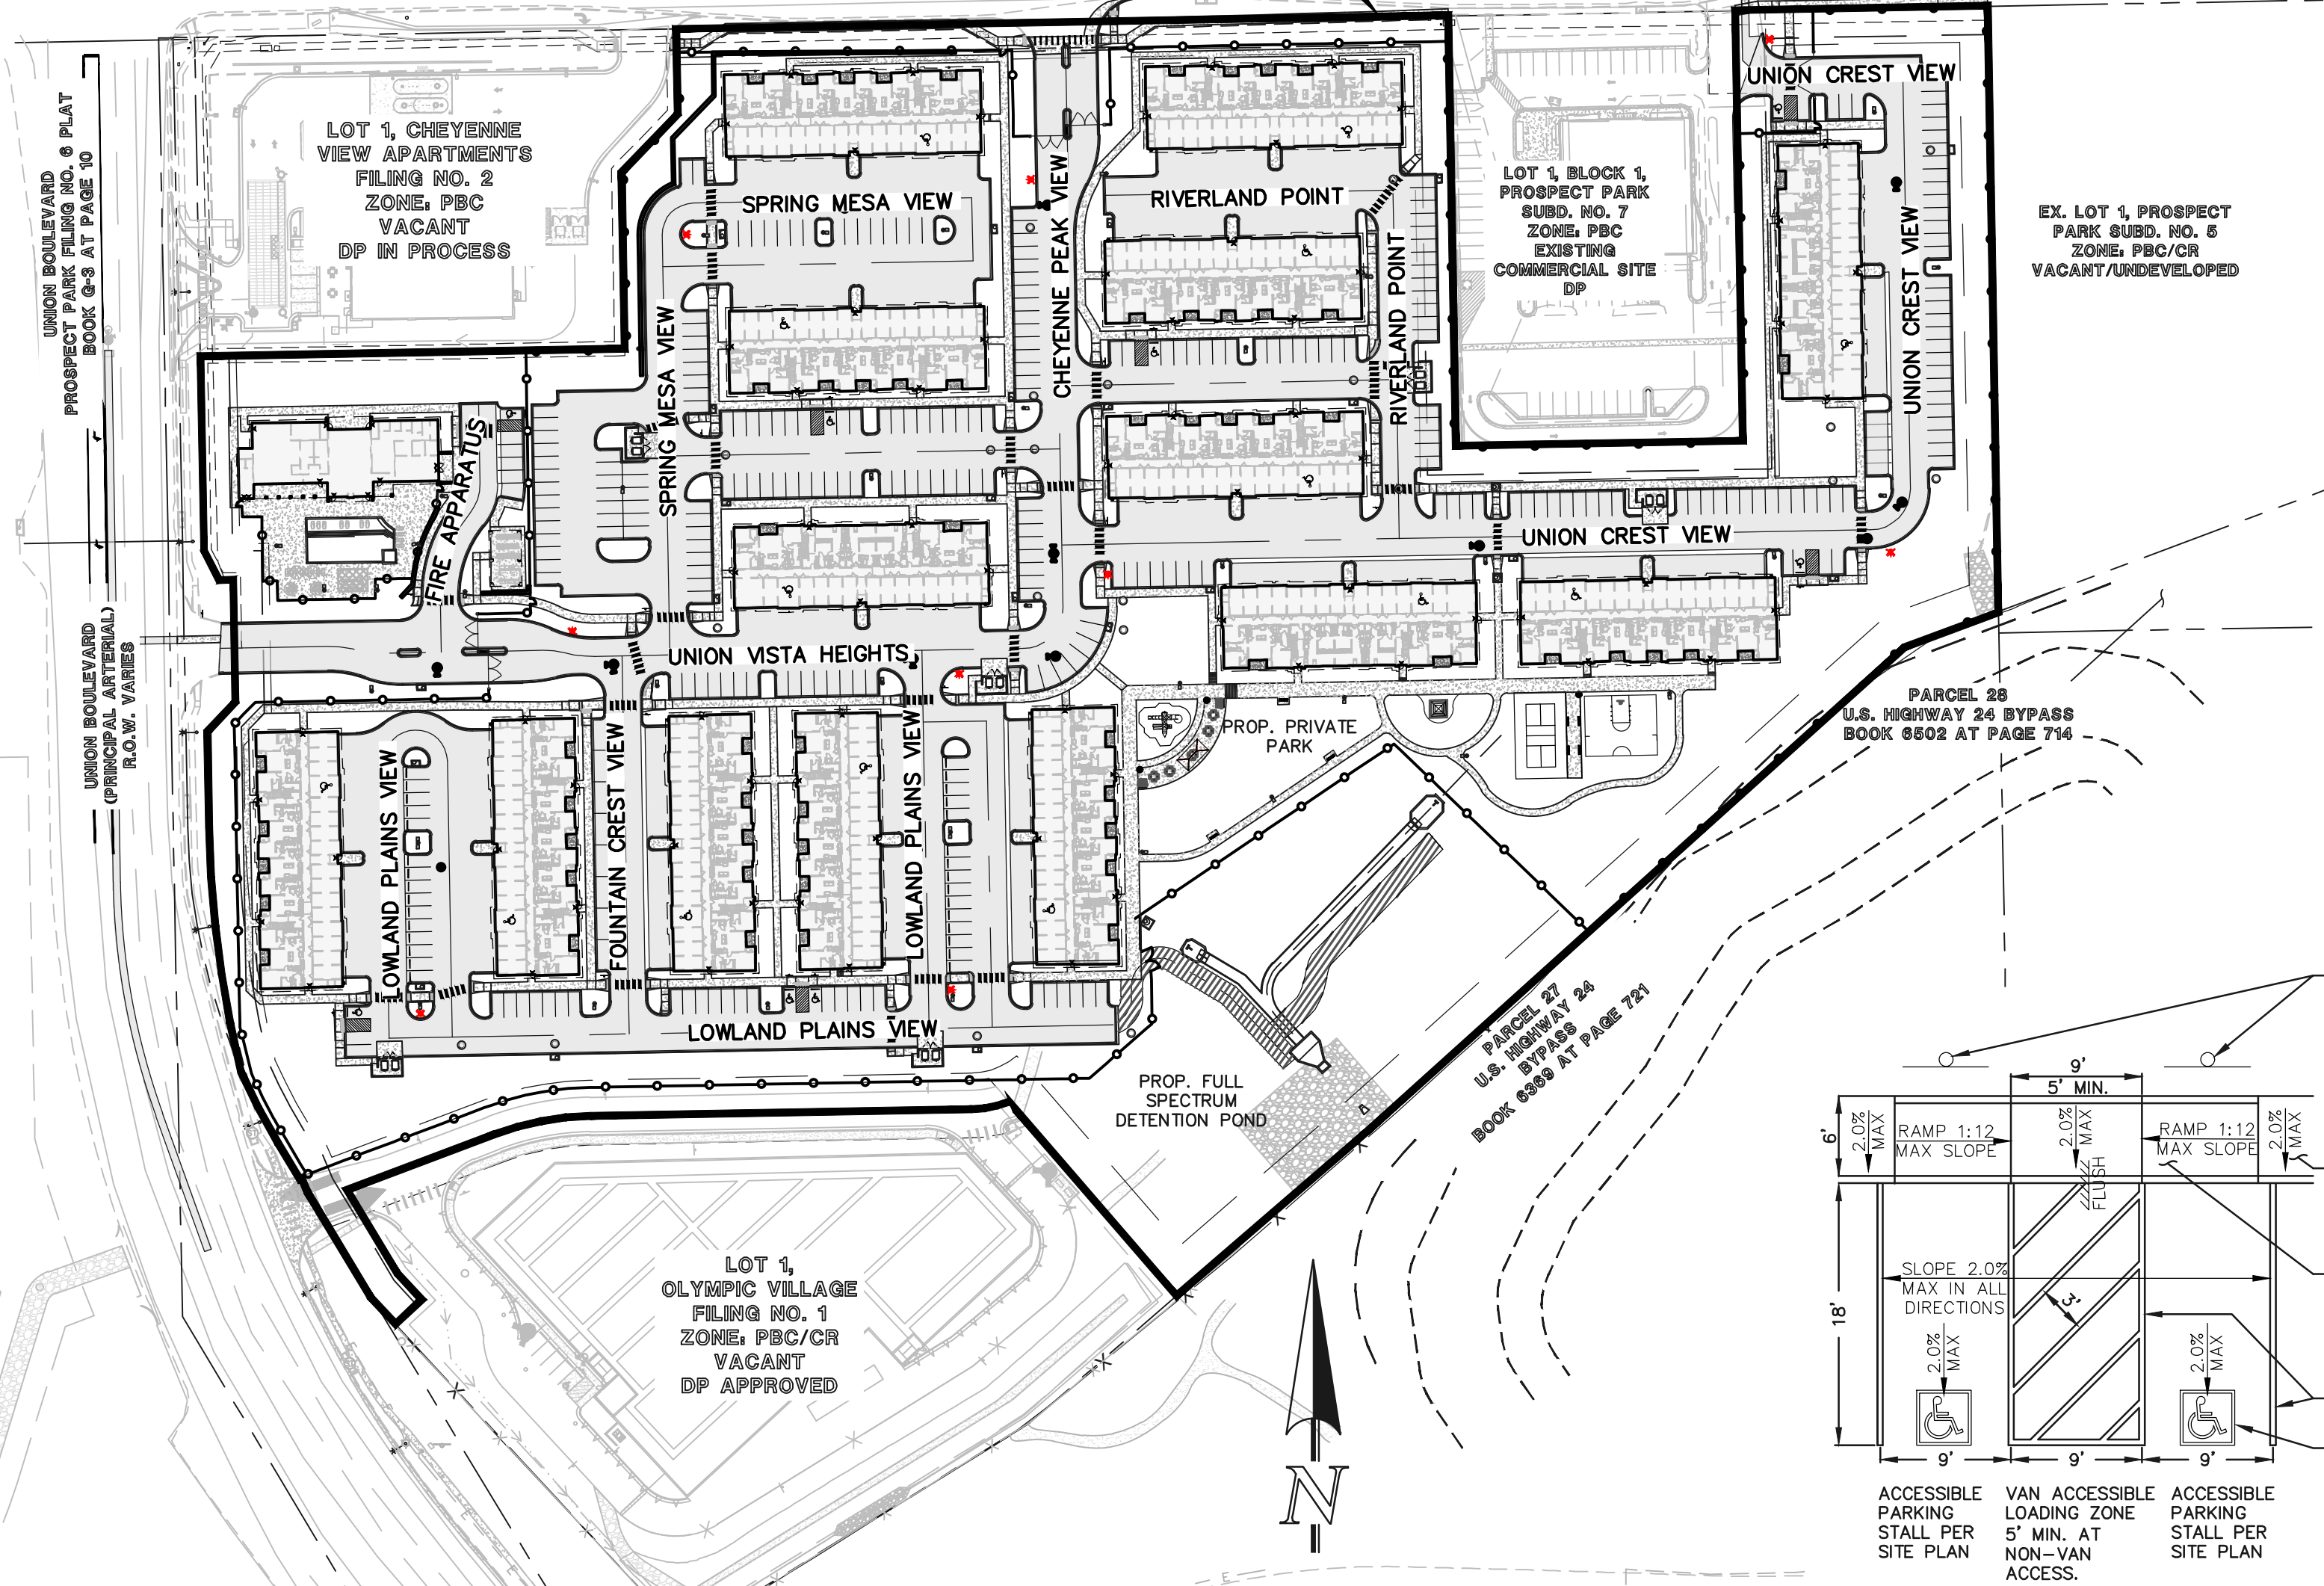 UNION BOULEVARD
PROSPECT PARK FILING NO. 6 PLAT
BOOK G-3 AT PAGE 10
LOT 1, CHEYENNE
VIEW APARTMENTS
FILING NO. 2
ZONE: PBC
VACANT
DP IN PROCESS
SPRING MESA VIEW
CHEYENNE PEAK VIEW
RIVERLAND POINT
RIVERLAND POINT
LOT 1, BLOCK 1,
PROSPECT PARK
SUBD. NO. 7
ZONE: PBC
EXISTING
COMMERCIAL SITE
DP
UNION CREST VIEW
UNION CREST VIEW
UNION CREST VIEW
EX. LOT 1, PROSPECT
PARK SUBD. NO. 5
ZONE: PBC/CR
VACANT/UNDEVELOPED
SPRING MESA VIEW
FIRE APPARATUS
UNION CREST VIEW
UNION BOULEVARD
(PRINCIPAL ARTERIAL)
R.O.W. VARIES
UNION VISTA HEIGHTS
LOWLAND PLAINS VIEW
FOUNTAIN CREST VIEW
LOWLAND PLAINS VIEW
PROP. PRIVATE
PARK
PARCEL 28
U.S. HIGHWAY 24 BYPASS
BOOK 6502 AT PAGE 714
LOWLAND PLAINS VIEW
PARCEL 27
U.S. HIGHWAY 24
BYPASS
BOOK 6369 AT PAGE 721
PROP. FULL
SPECTRUM
DETENTION POND
LOT 1,
OLYMPIC VILLAGE
FILING NO. 1
ZONE: PBC/CR
VACANT
DP APPROVED
N
9'
5' MIN.
6'
2.0%
MAX
RAMP 1:12
MAX SLOPE
2.0%
MAX
FLUSH
RAMP 1:12
MAX SLOPE
2.0%
MAX
18'
SLOPE 2.0%
MAX IN ALL
DIRECTIONS
3'
2.0%
MAX
2.0%
MAX
9'
9'
9'
ACCESSIBLE
PARKING
STALL PER
SITE PLAN
VAN ACCESSIBLE
LOADING ZONE
5' MIN. AT
NON-VAN
ACCESS.
ACCESSIBLE
PARKING
STALL PER
SITE PLAN